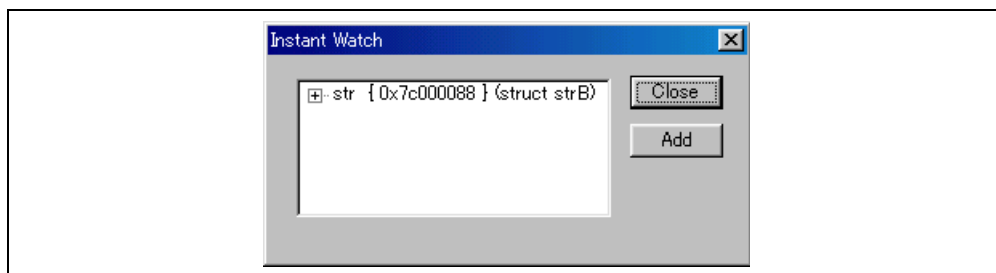 Instant Watch
str { 0x7c000088 } (struct strB)
Close
Add